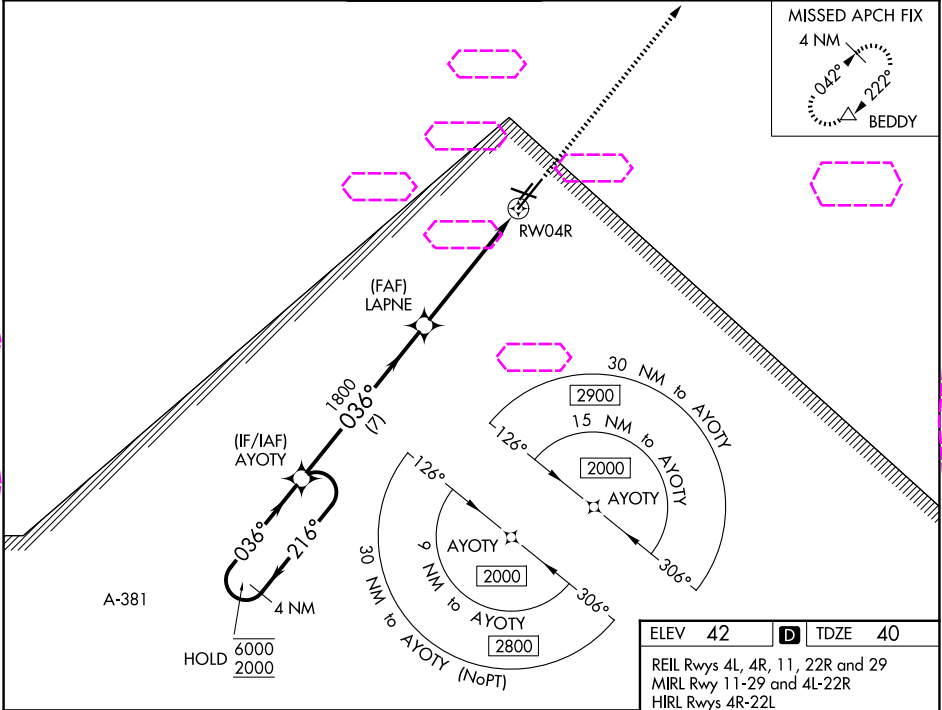 MISSED APCH FIX
4 NM
042°
222°
BEDDY
RW04R
(FAF)
LAPNE
1800
036°
(7)
(IF/IAF)
AYOTY
036°
216°
4 NM
HOLD 6000
2000
A-381
30 NM to AYOTY
2900
15 NM to AYOTY
2000
126°
AYOTY
306°
126°
AYOTY
2000
306°
9 NM to AYOTY
2800
30 NM to AYOTY (NoPT)
ELEV 42 D TDZE 40
REIL Rwys 4L, 4R, 11, 22R and 29
MIRL Rwy 11-29 and 4L-22R
HIRL Rwys 4R-22L